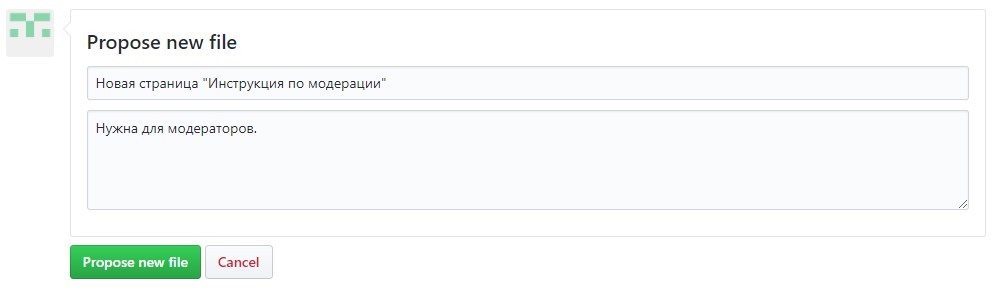 Propose new file
Новая страница "Инструкция по модерации"
Нужна для модераторов.
Propose new file
Cancel